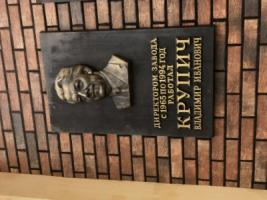 ДИРЕКТОРОМ ЗАВОДА
С 1965 ПО 1994 ГОД
РАБОТАЛ
КРУПИЧ
ВЛАДИМИР ИВАНОВИЧ